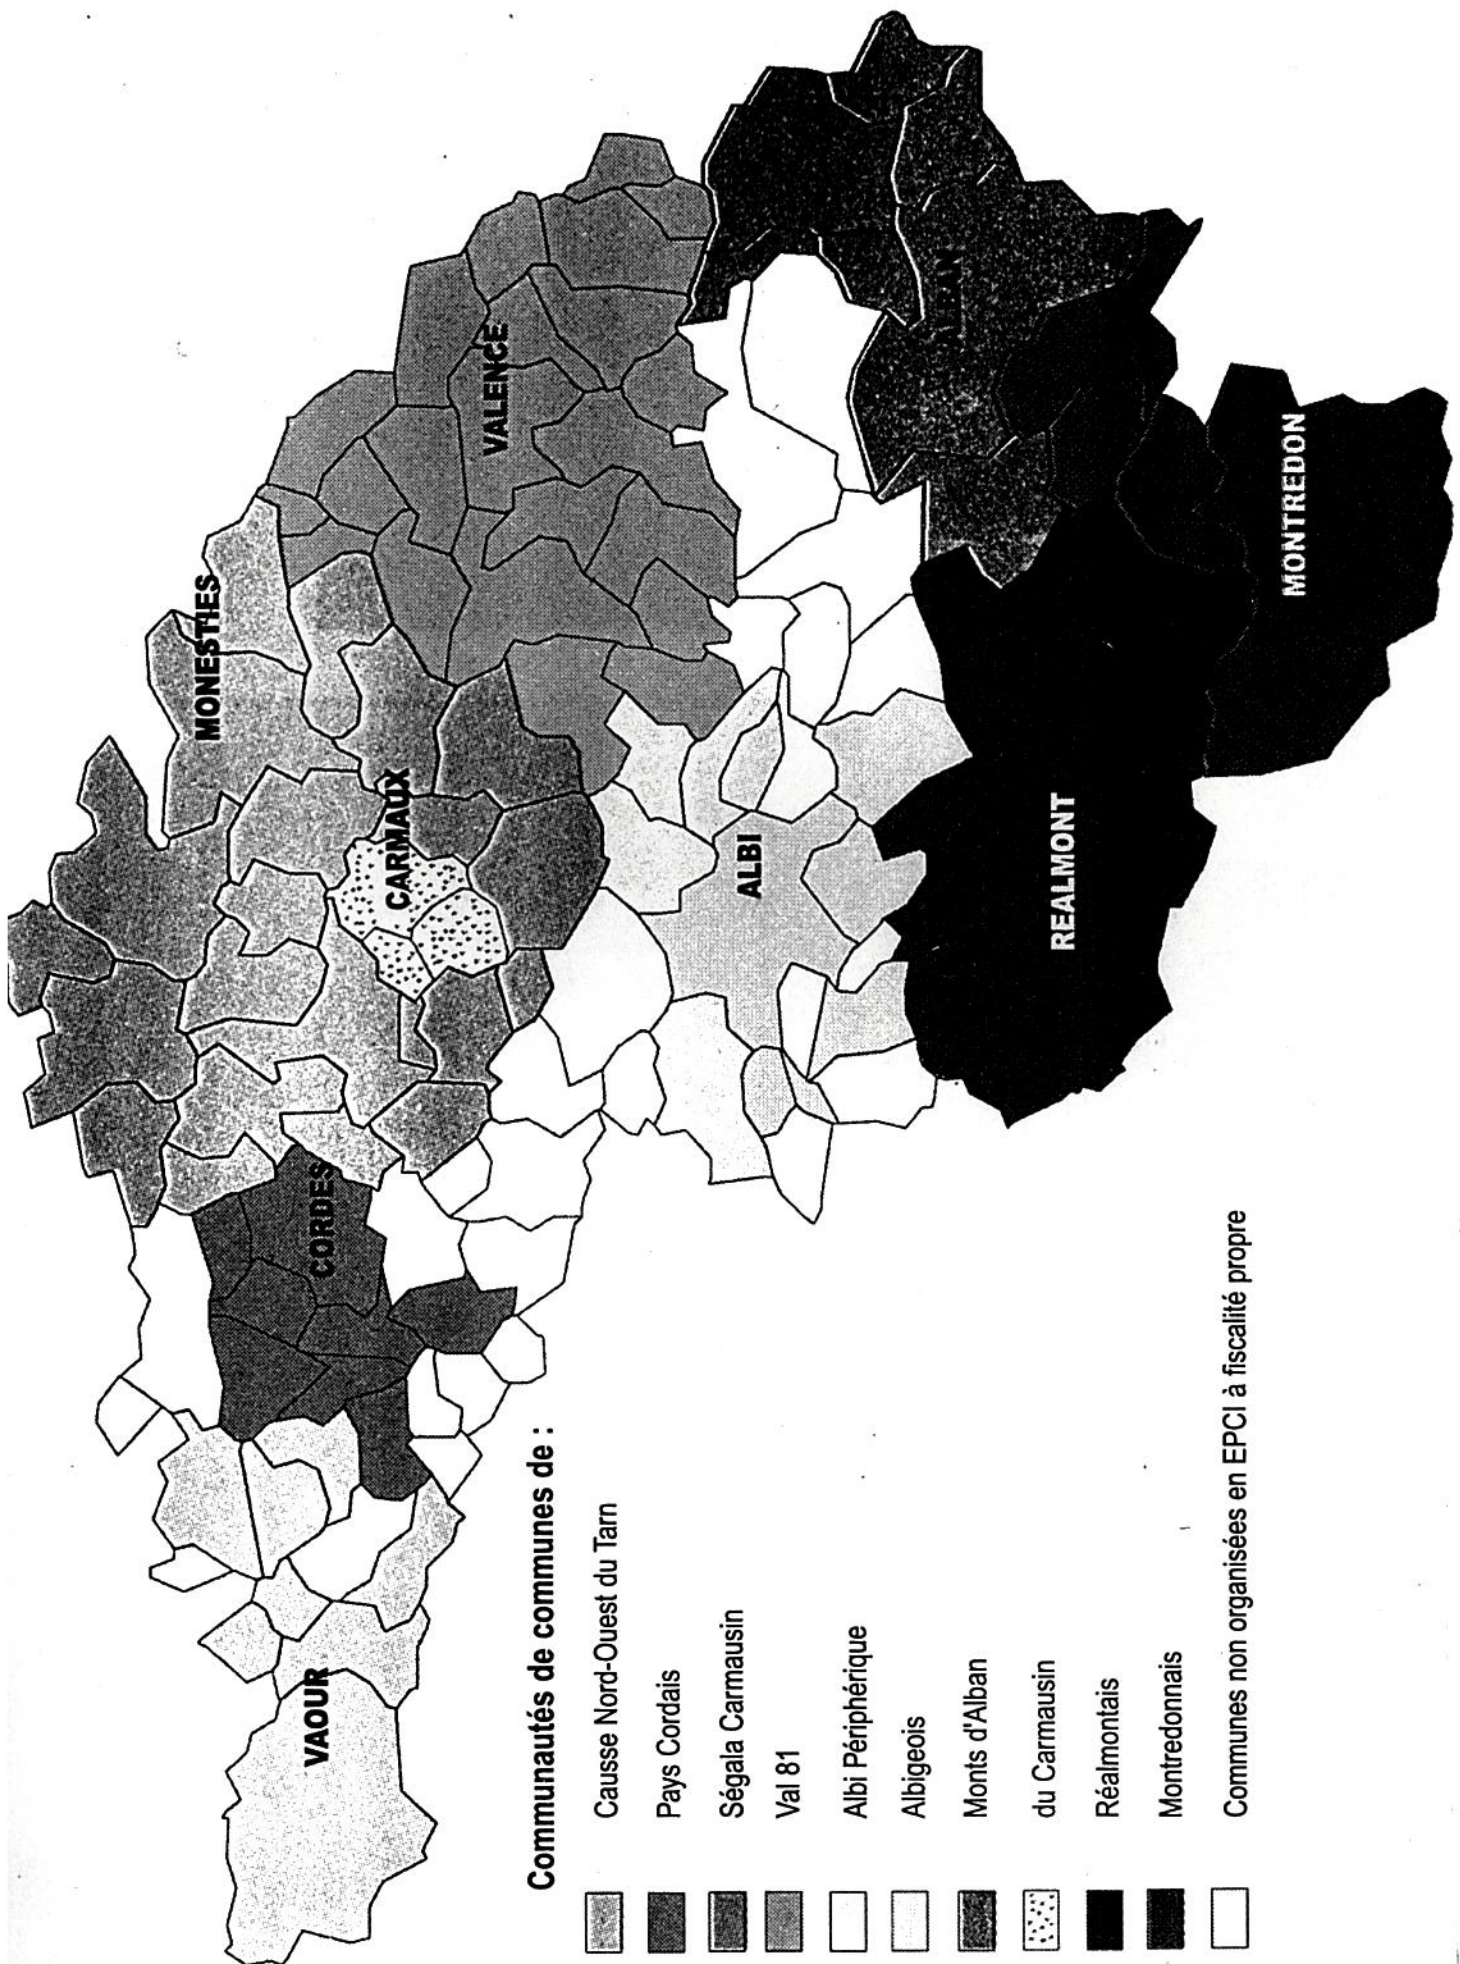 MONESTIES
VALENCE
CARMAUX
CORDES
ALBAN
ALBI
VAOUR
REALMONT
MONTREDON
Communautés de communes de :
Causse Nord-Ouest du Tarn
Pays Cordais
Ségala Carmausin
Val 81
Albi Périphérique
Albigeois
Monts d'Alban
du Carmausin
Réalmontais
Montredonnais
Communes non organisées en EPCI à fiscalité propre